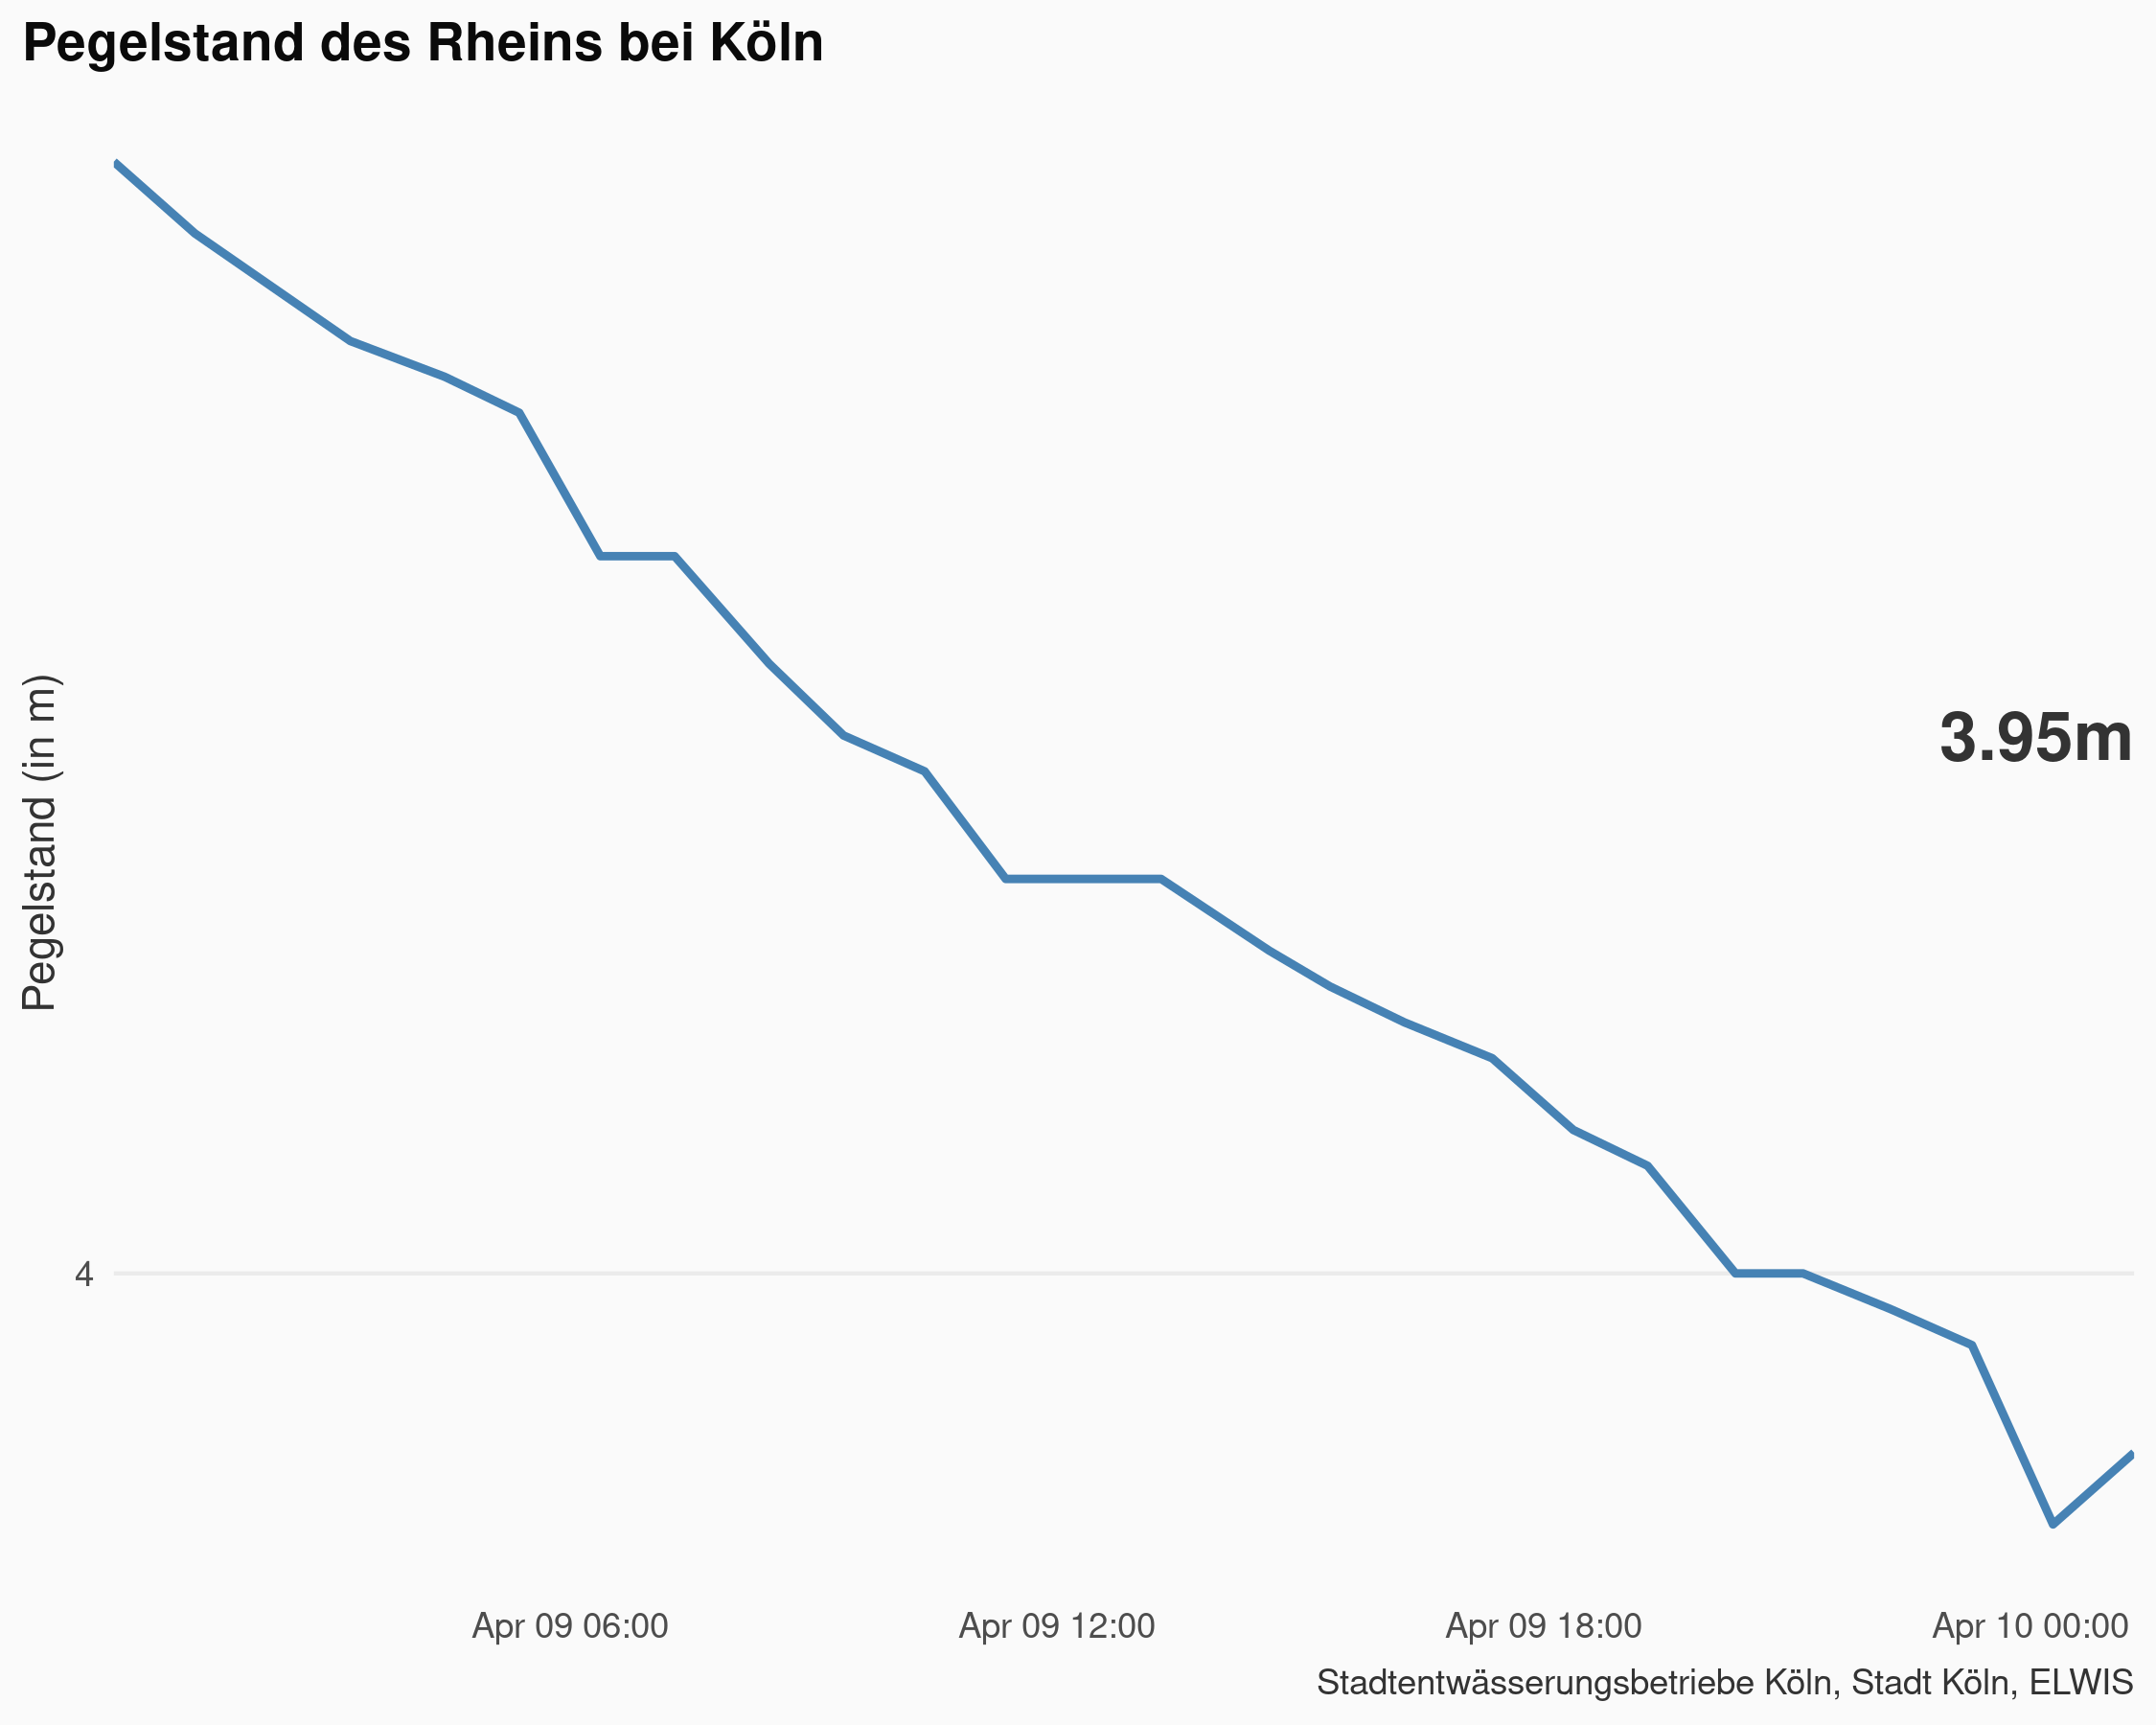 Pegelstand des Rheins bei Köln
Pegelstand (in m)
3.95m
4
Apr 09 06:00
Apr 09 12:00
Apr 09 18:00
Apr 10 00:00
Stadtentwässerungsbetriebe Köln, Stadt Köln, ELWIS